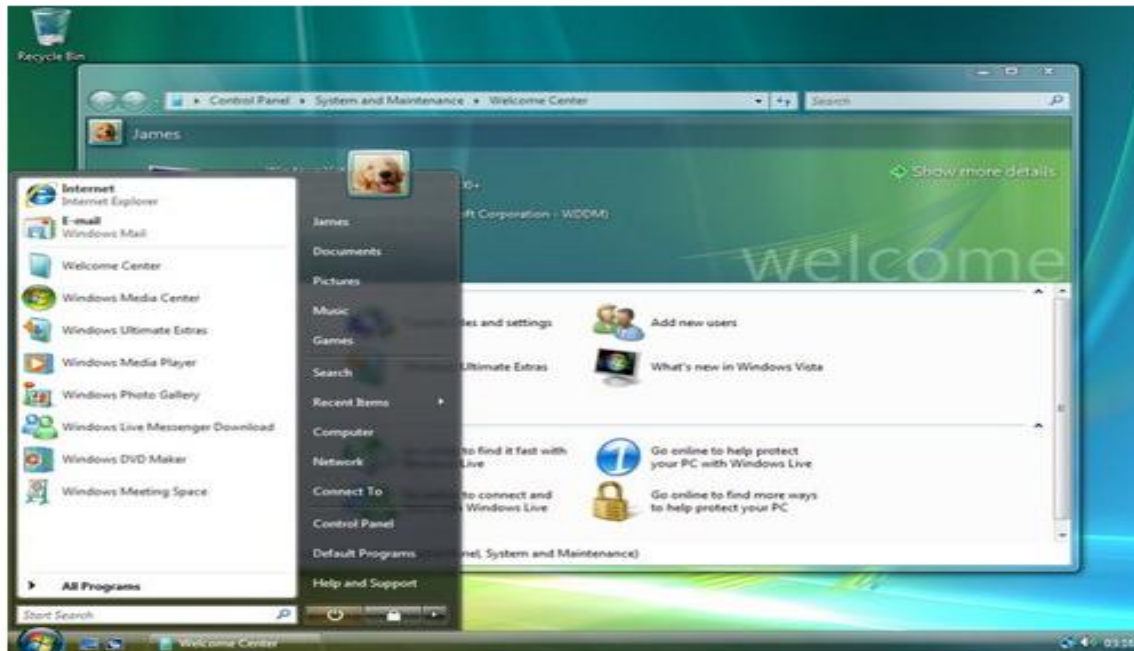 Recycle Bin
Control Panel System and Maintenance Welcome Center
Search
James
Show more details
ft Corporation - WDDM)
welcome
Internet
Internet Explorer
E-mail
Windows Mail
Welcome Center
Windows Media Center
Windows Ultimate Extras
Windows Media Player
Windows Photo Gallery
Windows Live Messenger Download
Windows DVD Maker
Windows Meeting Space
All Programs
Start Search
James
Documents
Pictures
Music
Games
Search
Recent Items
Computer
Network
Connect To
Control Panel
Default Programs
Help and Support
and settings
Add new users
Ultimate Extras
What's new in Windows Vista
to find it fast with
Live
Go online to help protect
your PC with Windows Live
to connect and
Windows Live
Go online to find more ways
to help protect your PC
System and Maintenance)
Welcome Center
03:16